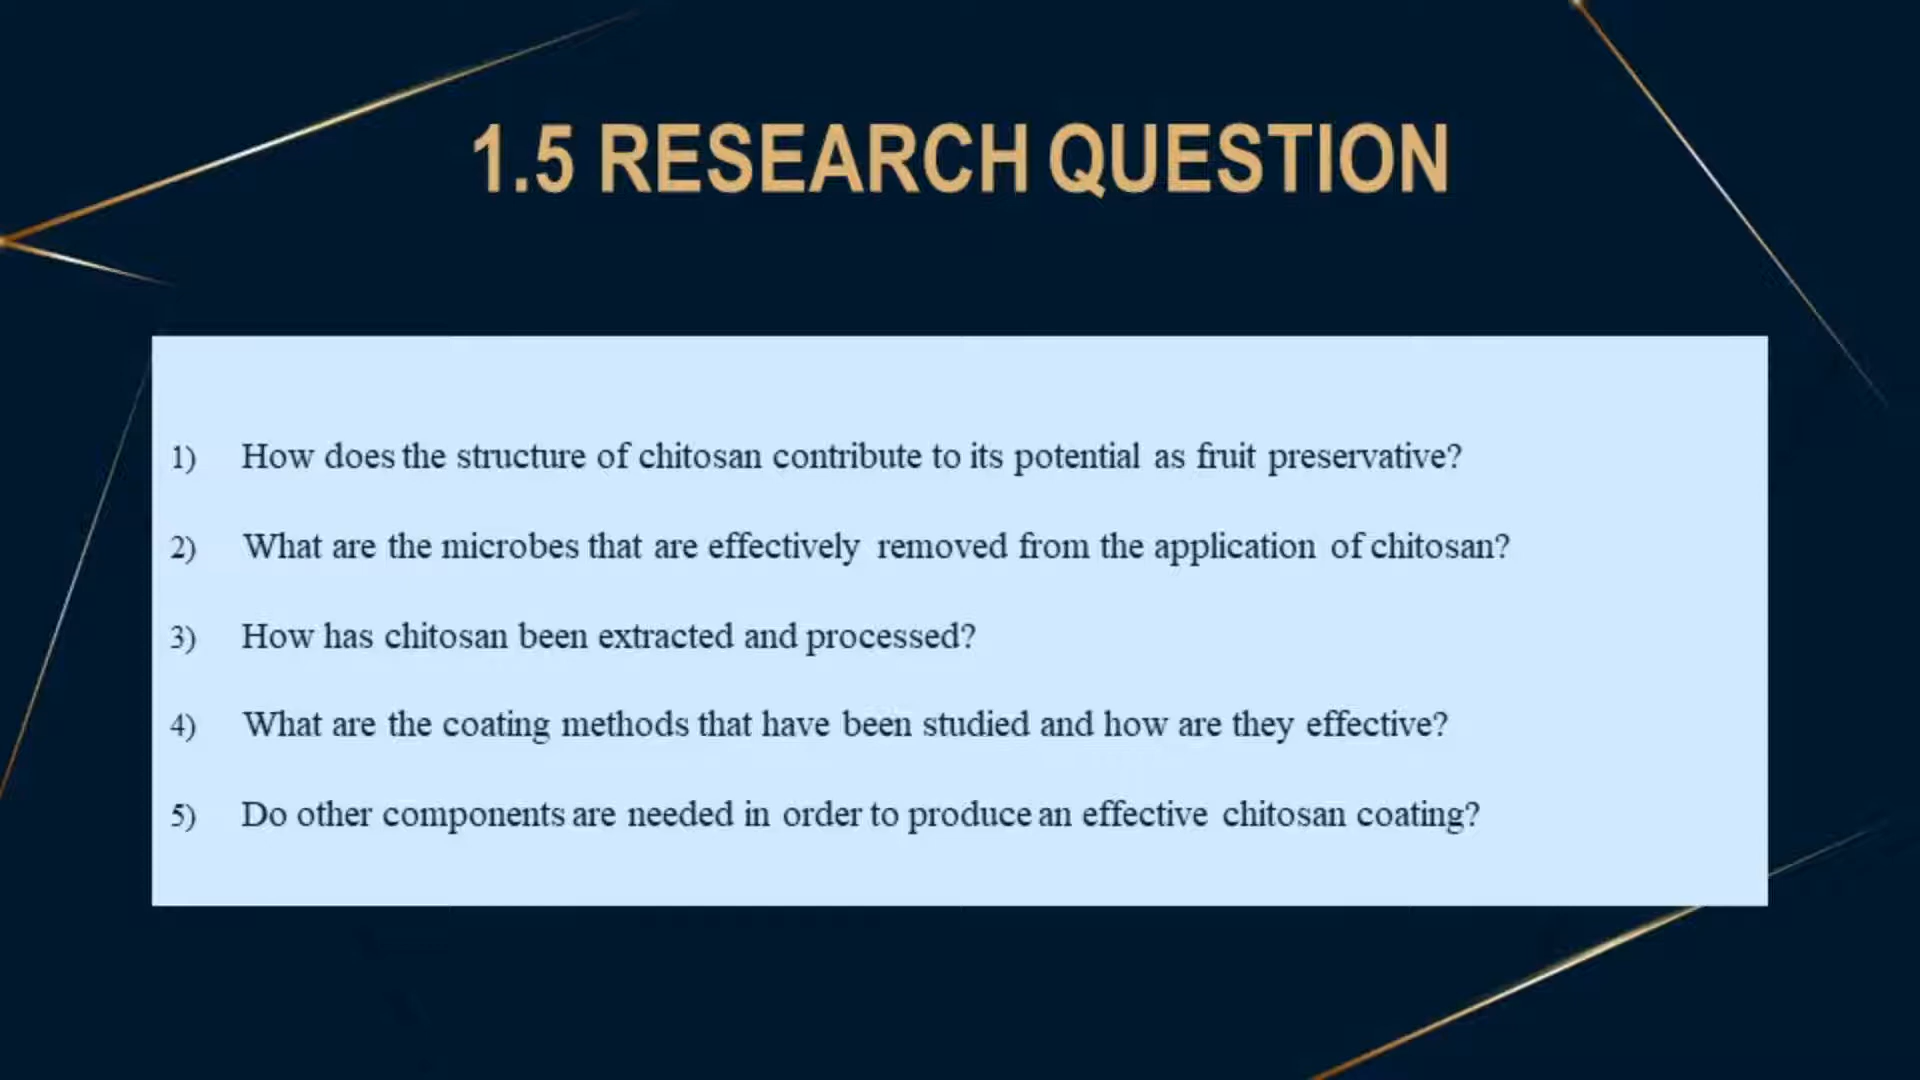 1.5 RESEARCH QUESTION
1) How does the structure of chitosan contribute to its potential as fruit preservative?
2) What are the microbes that are effectively removed from the application of chitosan?
3) How has chitosan been extracted and processed?
4) What are the coating methods that have been studied and how are they effective?
5) Do other components are needed in order to produce an effective chitosan coating?